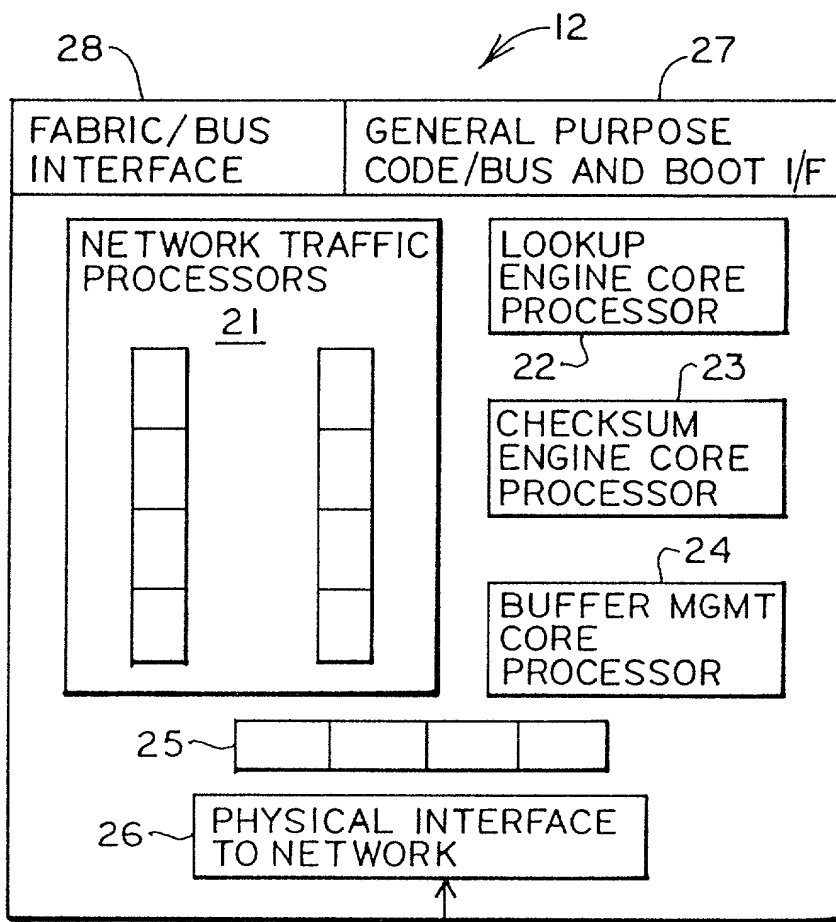 12
28
27
FABRIC/BUS
INTERFACE
GENERAL PURPOSE
CODE/BUS AND BOOT I/F
NETWORK TRAFFIC
PROCESSORS
21
LOOKUP
ENGINE CORE
PROCESSOR
22
23
CHECKSUM
ENGINE CORE
PROCESSOR
24
BUFFER MGMT
CORE
PROCESSOR
25
26
PHYSICAL INTERFACE
TO NETWORK